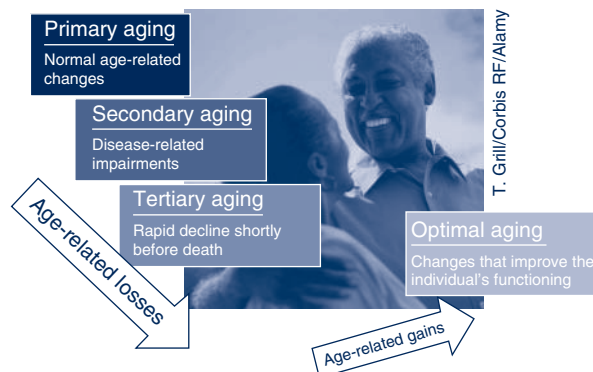 Primary aging
Normal age-related
changes
Secondary aging
Disease-related
impairments
Tertiary aging
Rapid decline shortly
before death
Age-related losses
Optimal aging
Changes that improve the
individual's functioning
Age-related gains
T. Grill/Corbis RF/Alamy